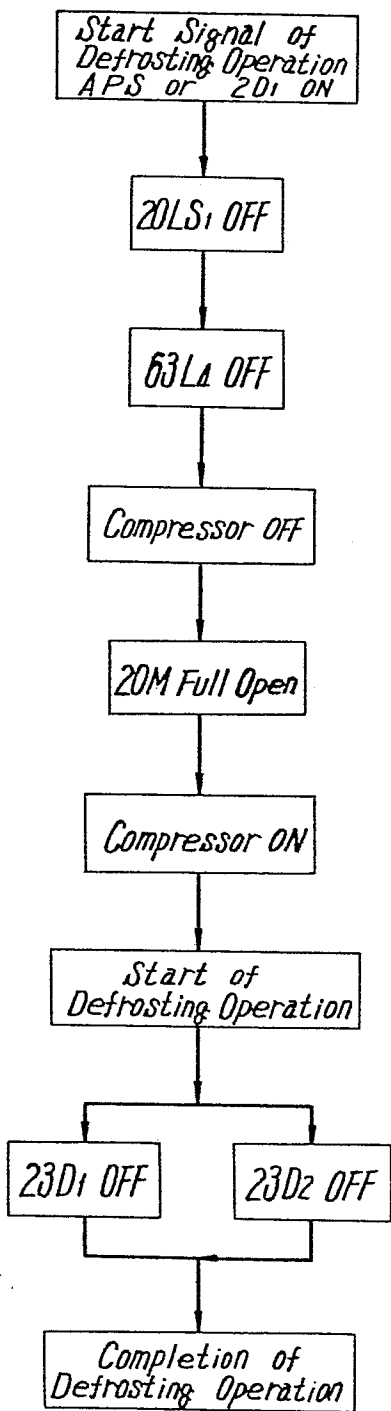 Start Signal of
Defrosting Operation
APS or 2D1 ON
20LS1 OFF
63LA OFF
Compressor OFF
20M Full Open
Compressor ON
Start of
Defrosting Operation
23D1 OFF
23D2 OFF
Completion of
Defrosting Operation